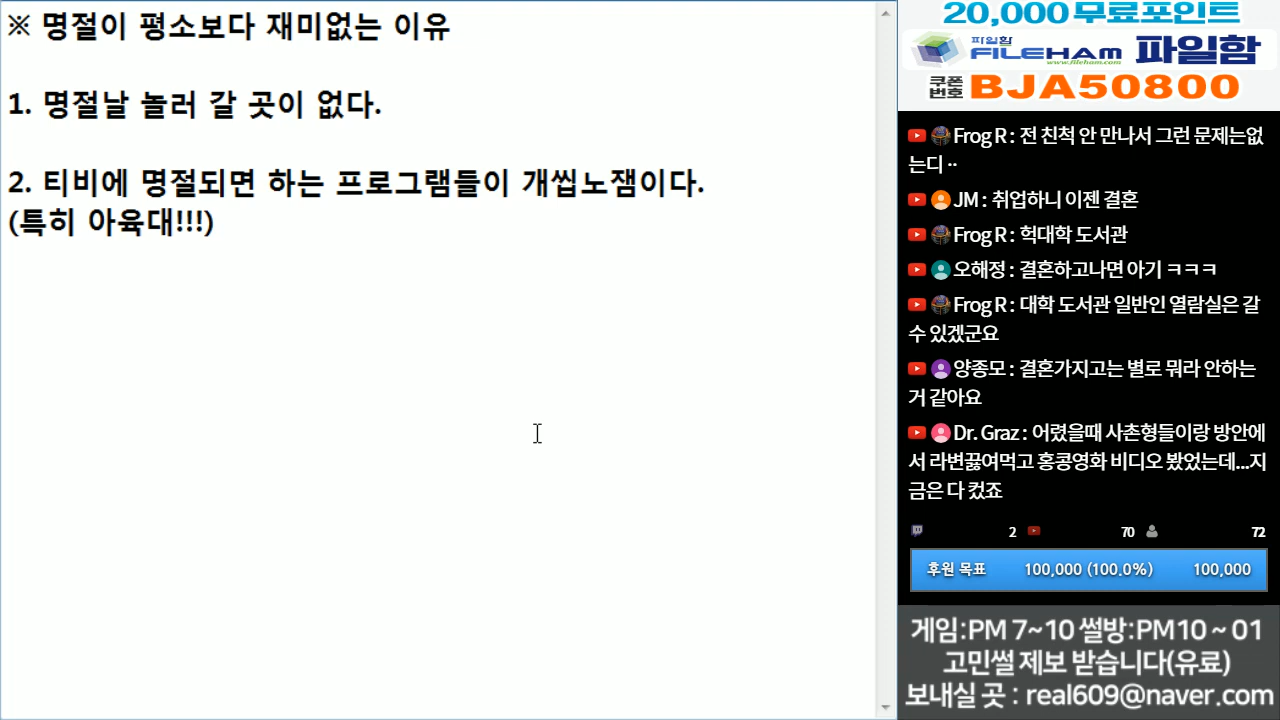 ※ 명절이 평소보다 재미없는 이유
1. 명절날 놀러 갈 곳이 없다.
2. 티비에 명절되면 하는 프로그램들이 개씹노잼이다.
(특히 아육대!!!)
20,000 무료포인트
파일함
FILEHAM
www.fileham.com
파일함
쿠폰
번호
BJA50800
Frog R : 전 친척 안 만나서 그런 문제는없
는디 ··
JM : 취업하니 이젠 결혼
Frog R : 헉대학 도서관
오해정 : 결혼하고나면 아기 ㅋㅋㅋ
Frog R : 대학 도서관 일반인 열람실은 갈
수 있겠군요
양종모 : 결혼가지고는 별로 뭐라 안하는
거 같아요
Dr. Graz : 어렸을때 사촌형들이랑 방안에
서 라변끓여먹고 홍콩영화 비디오 봤었는데...지
금은 다 컸죠
2 70 72
후원 목표 100,000 (100.0%) 100,000
게임:PM 7~10 썰방:PM10 ~ 01
고민썰 제보 받습니다(유료)
보내실 곳 : real609@naver.com